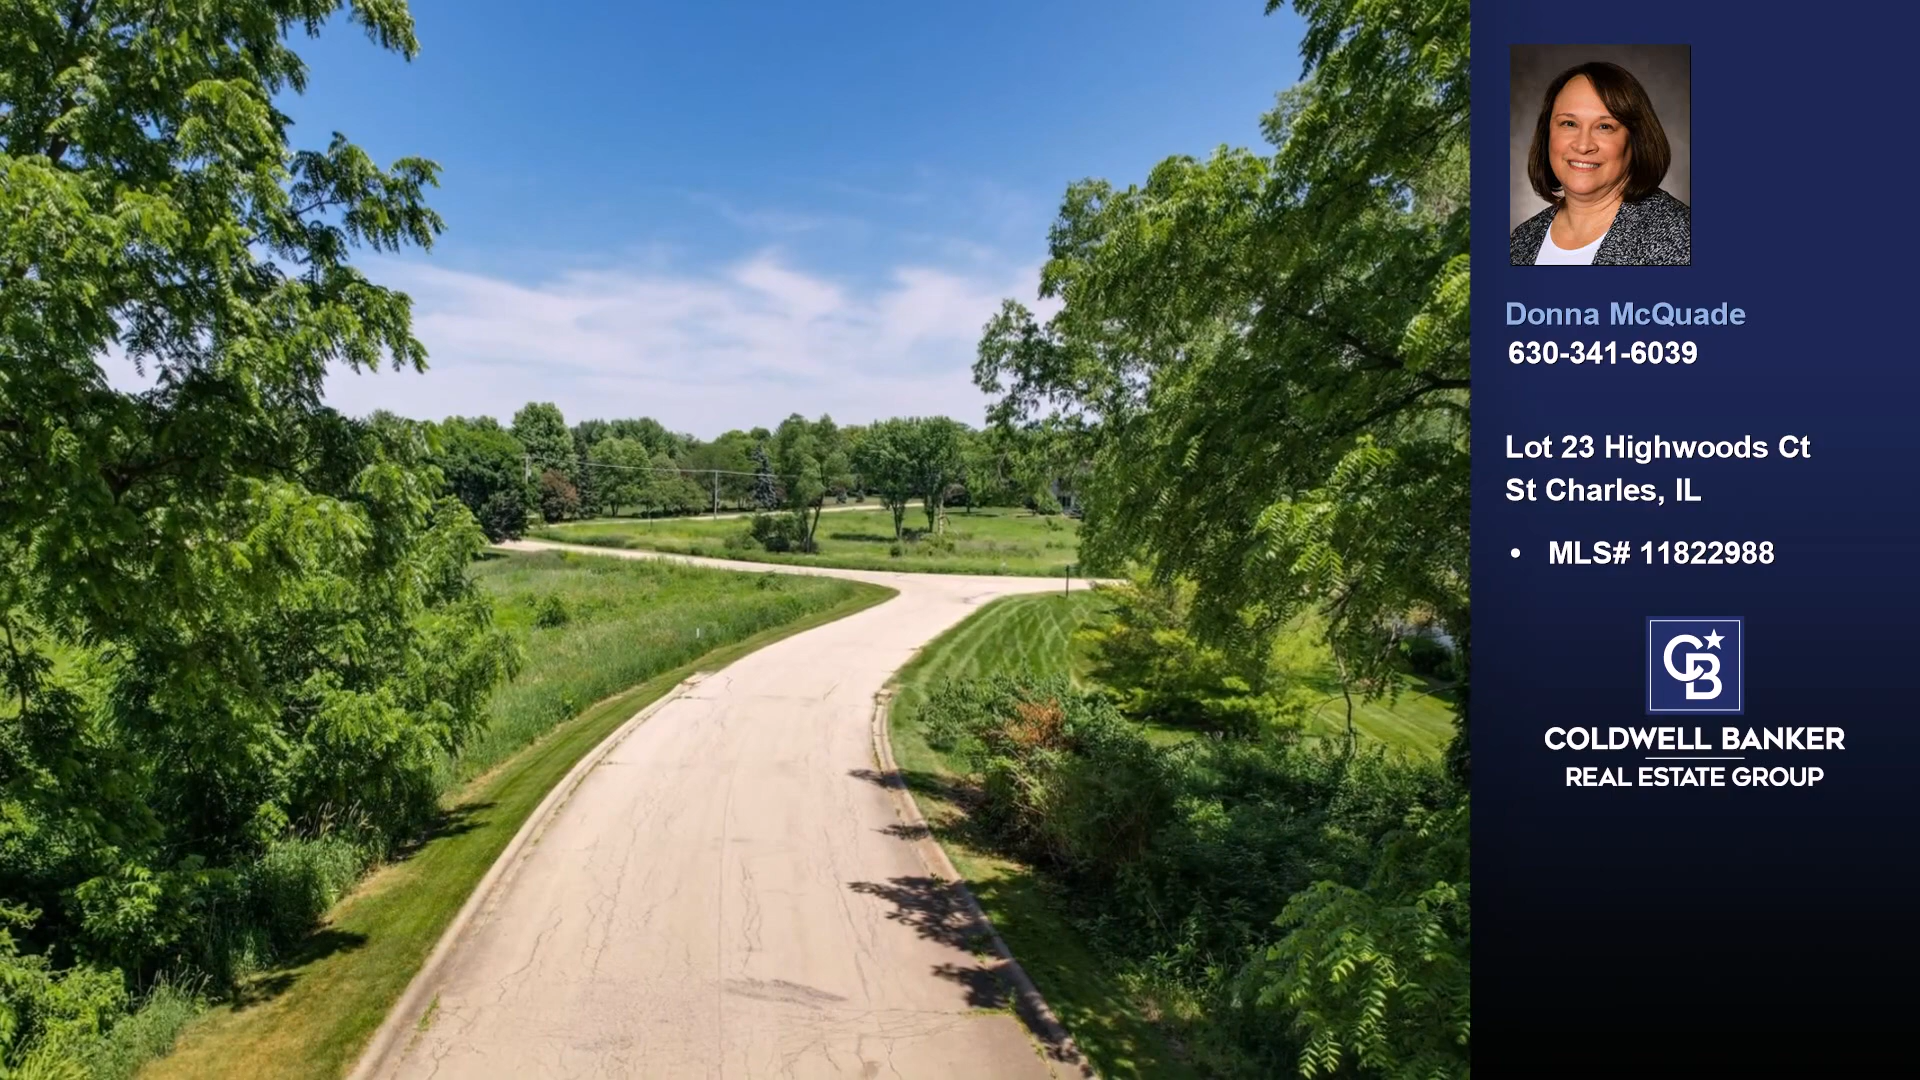 Donna McQuade
630-341-6039
Lot 23 Highwoods Ct
St Charles, IL
• MLS# 11822988
CB
COLDWELL BANKER
REAL ESTATE GROUP